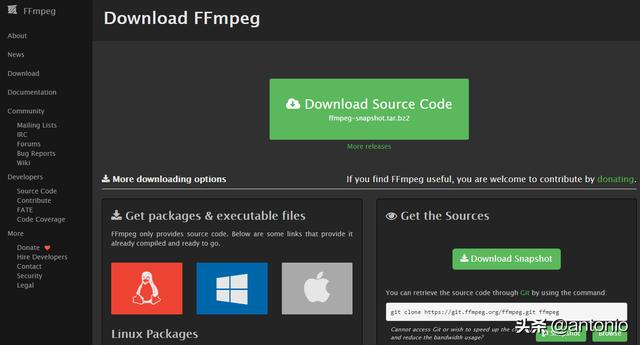 FFmpeg
About
News
Download
Documentation
Community
Mailing Lists
IRC
Forums
Bug Reports
Wiki
Developers
Source Code
Contribute
FATE
Code Coverage
More
Donate
Hire Developers
Contact
Security
Legal
Download FFmpeg
Download Source Code
ffmpeg-snapshot.tar.bz2
More releases
More downloading options
If you find FFmpeg useful, you are welcome to contribute by donating.
Get packages & executable files
FFmpeg only provides source code. Below are some links that provide it
already compiled and ready to go.
Linux Packages
Get the Sources
Download Snapshot
You can retrieve the source code through Git by using the command:
git clone https://git.ffmpeg.org/ffmpeg.git ffmpeg
Cannot access Git or wish to speed up the
and reduce the bandwidth usage?
Snapshot
Browse
头条 @antonio